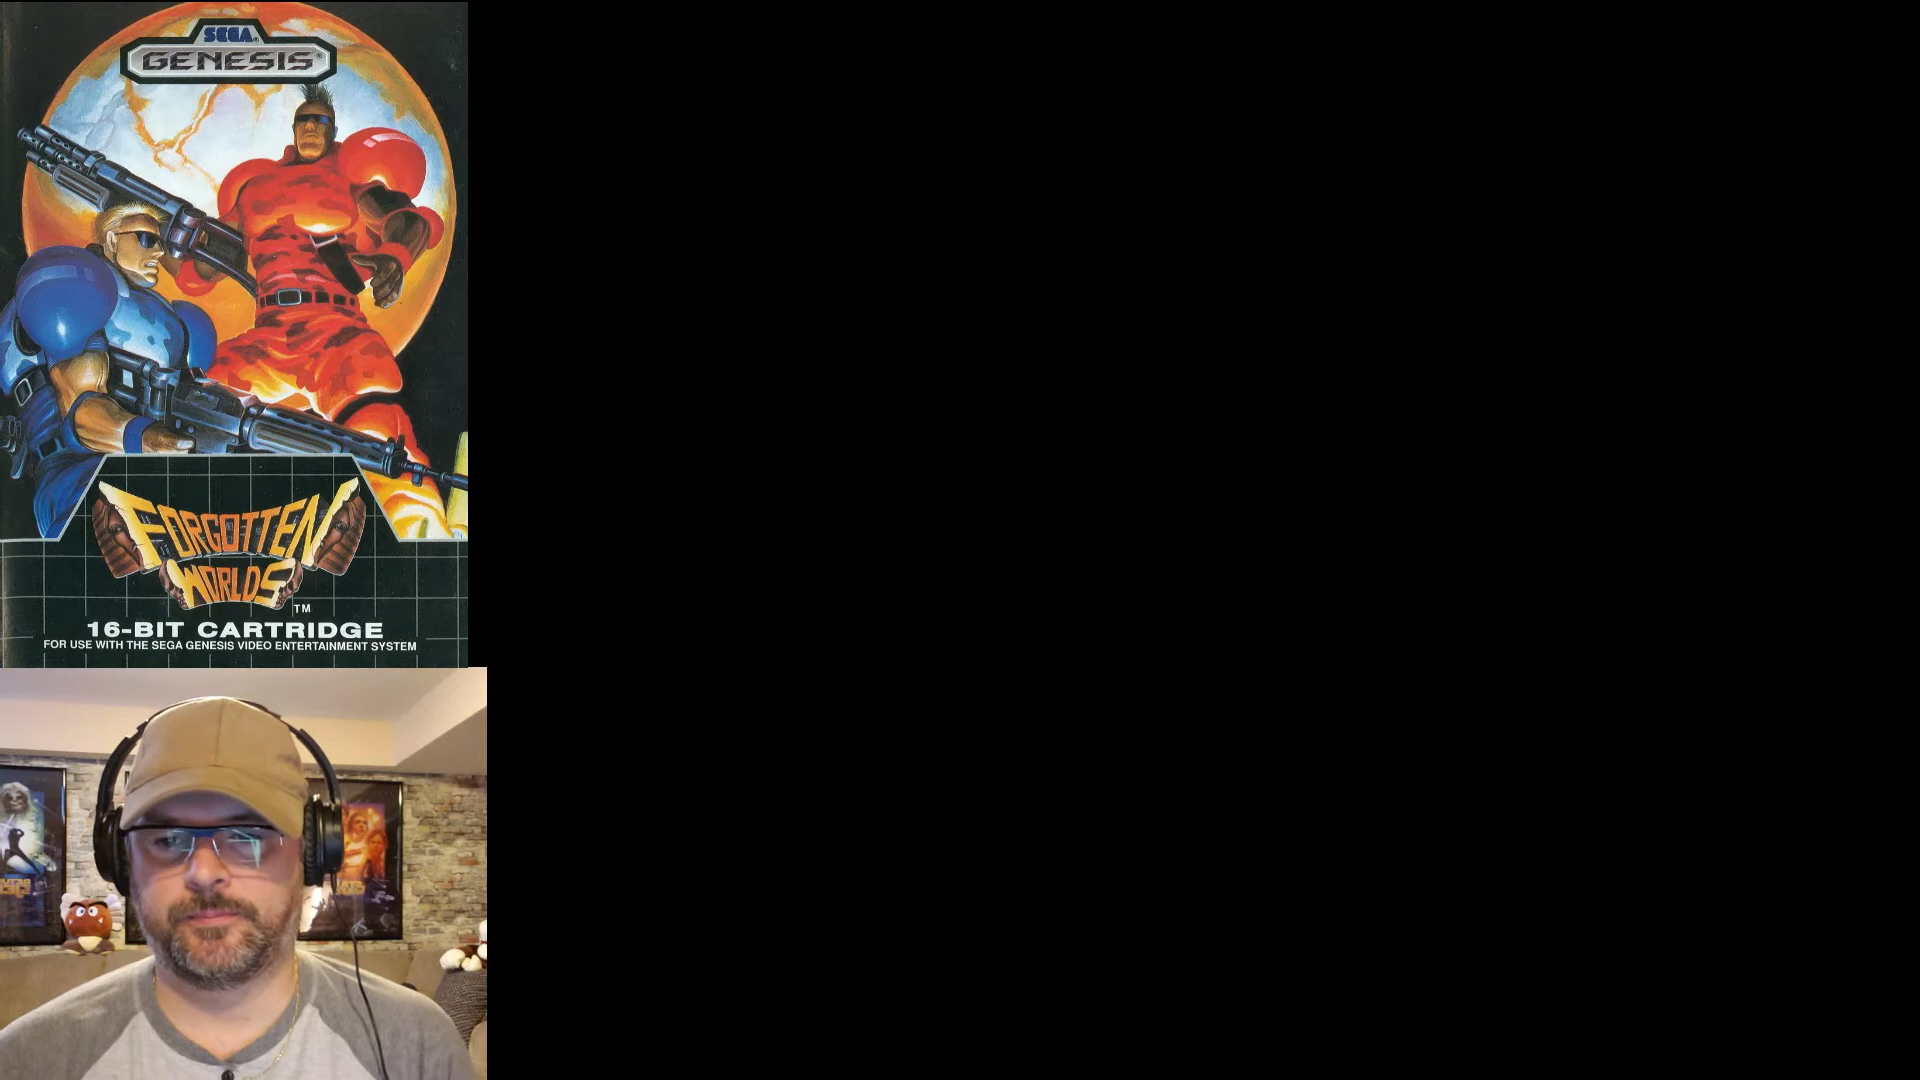 SEGA
GENESIS
FORGOTTEN
WORLDS
TM
16-BIT CARTRIDGE
FOR USE WITH THE SEGA GENESIS VIDEO ENTERTAINMENT SYSTEM